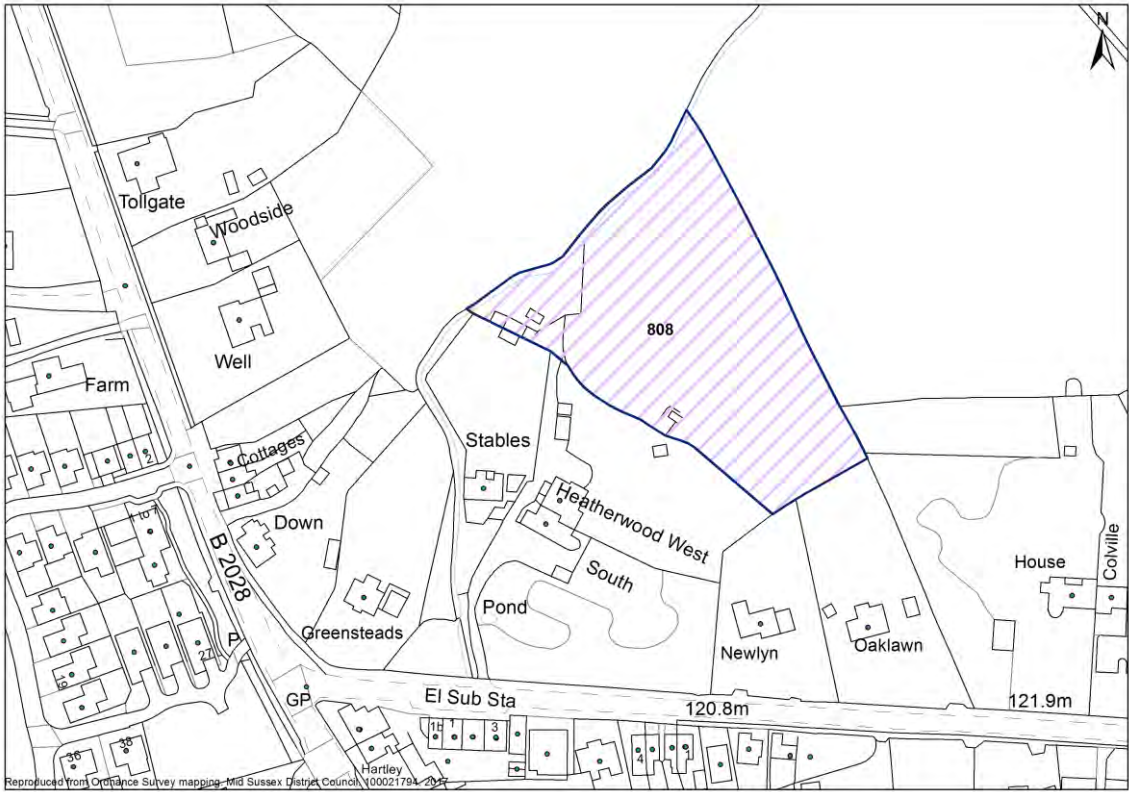 N
Tollgate
Woodside
808
Well
Farm
Stables
Cottages
2
Heatherwood West
1 to 7
Down
B 2028
House
Colville
South
Pond
Greensteads
P
27
Newlyn
Oaklawn
19
GP
El Sub Sta
120.8m
121.9m
1b
1
3
4
1
36
38
Hartley
Reproduced from Ordnance Survey mapping. Mid Sussex District Council. 100021794. 2017